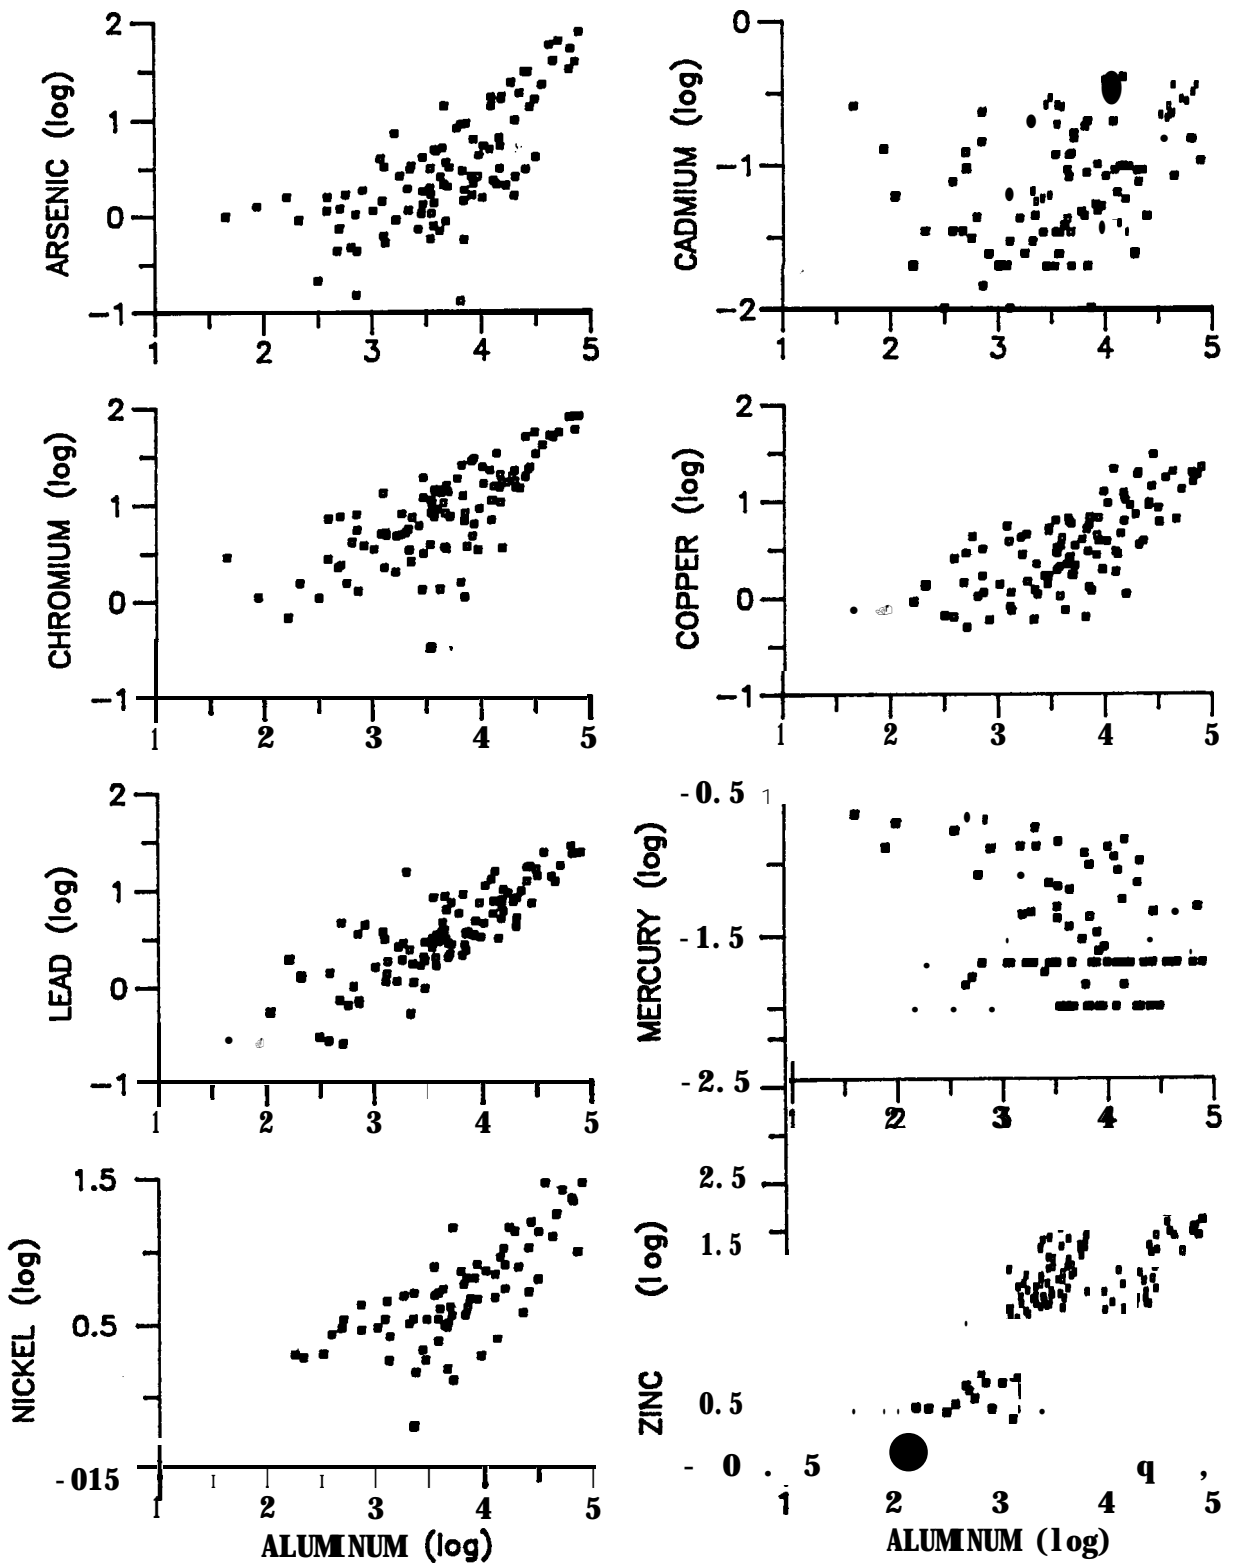 2
1
0
−1
ARSENIC (log)
1 2 3 4 5
0
−1
−2
CADMIUM (log)
1 2 3 4 5
2
1
0
−1
CHROMIUM (log)
1 2 3 4 5
2
1
0
−1
COPPER (log)
1 2 3 4 5
2
1
0
−1
LEAD (log)
1 2 3 4 5
-0.5
-1.5
-2.5
MERCURY (log)
1 2 3 4 5
1.5
0.5
-015
NICKEL (log)
1 2 3 4 5
ALUMINUM (log)
2.5
1.5
0.5
- 0 . 5
ZINC (log)
q ,
1 2 3 4 5
ALUMINUM (log)